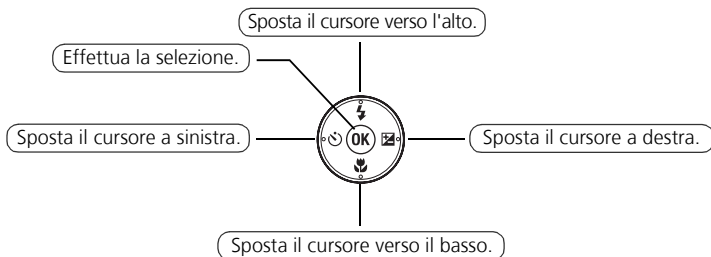 Sposta il cursore verso l'alto.
Effettua la selezione.
Sposta il cursore a sinistra.
OK
Sposta il cursore a destra.
Sposta il cursore verso il basso.